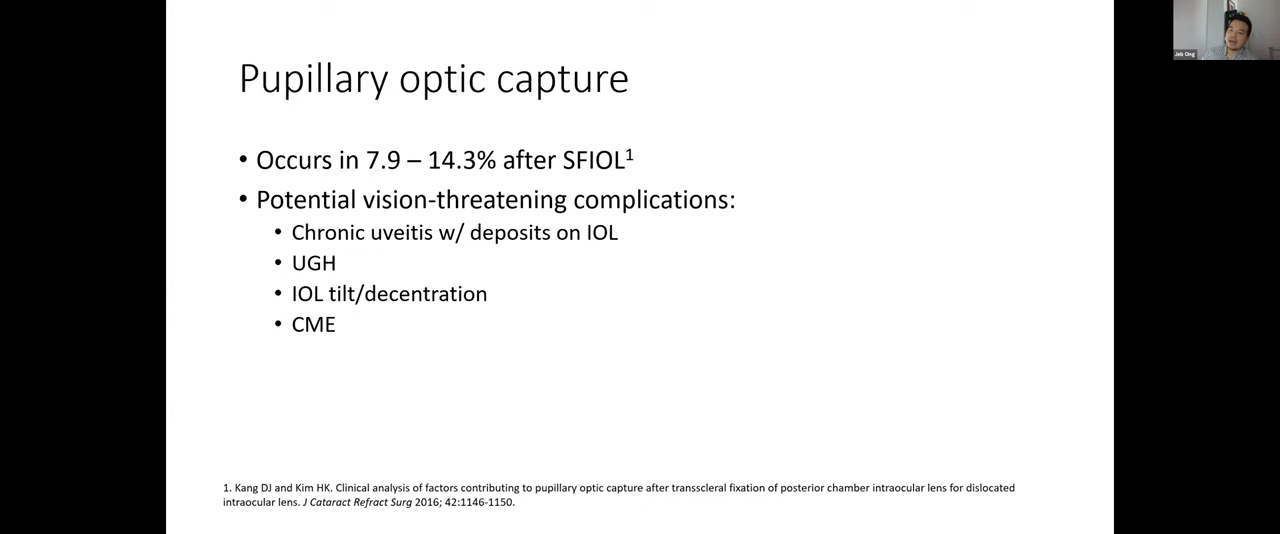 Pupillary optic capture
• Occurs in 7.9 – 14.3% after SFIOL¹
• Potential vision-threatening complications:
• Chronic uveitis w/ deposits on IOL
• UGH
• IOL tilt/decentration
• CME
1. Kang DJ and Kim HK. Clinical analysis of factors contributing to pupillary optic capture after transscleral fixation of posterior chamber intraocular lens for dislocated
intraocular lens. J Cataract Refract Surg 2016; 42:1146-1150.
Jeb Ong